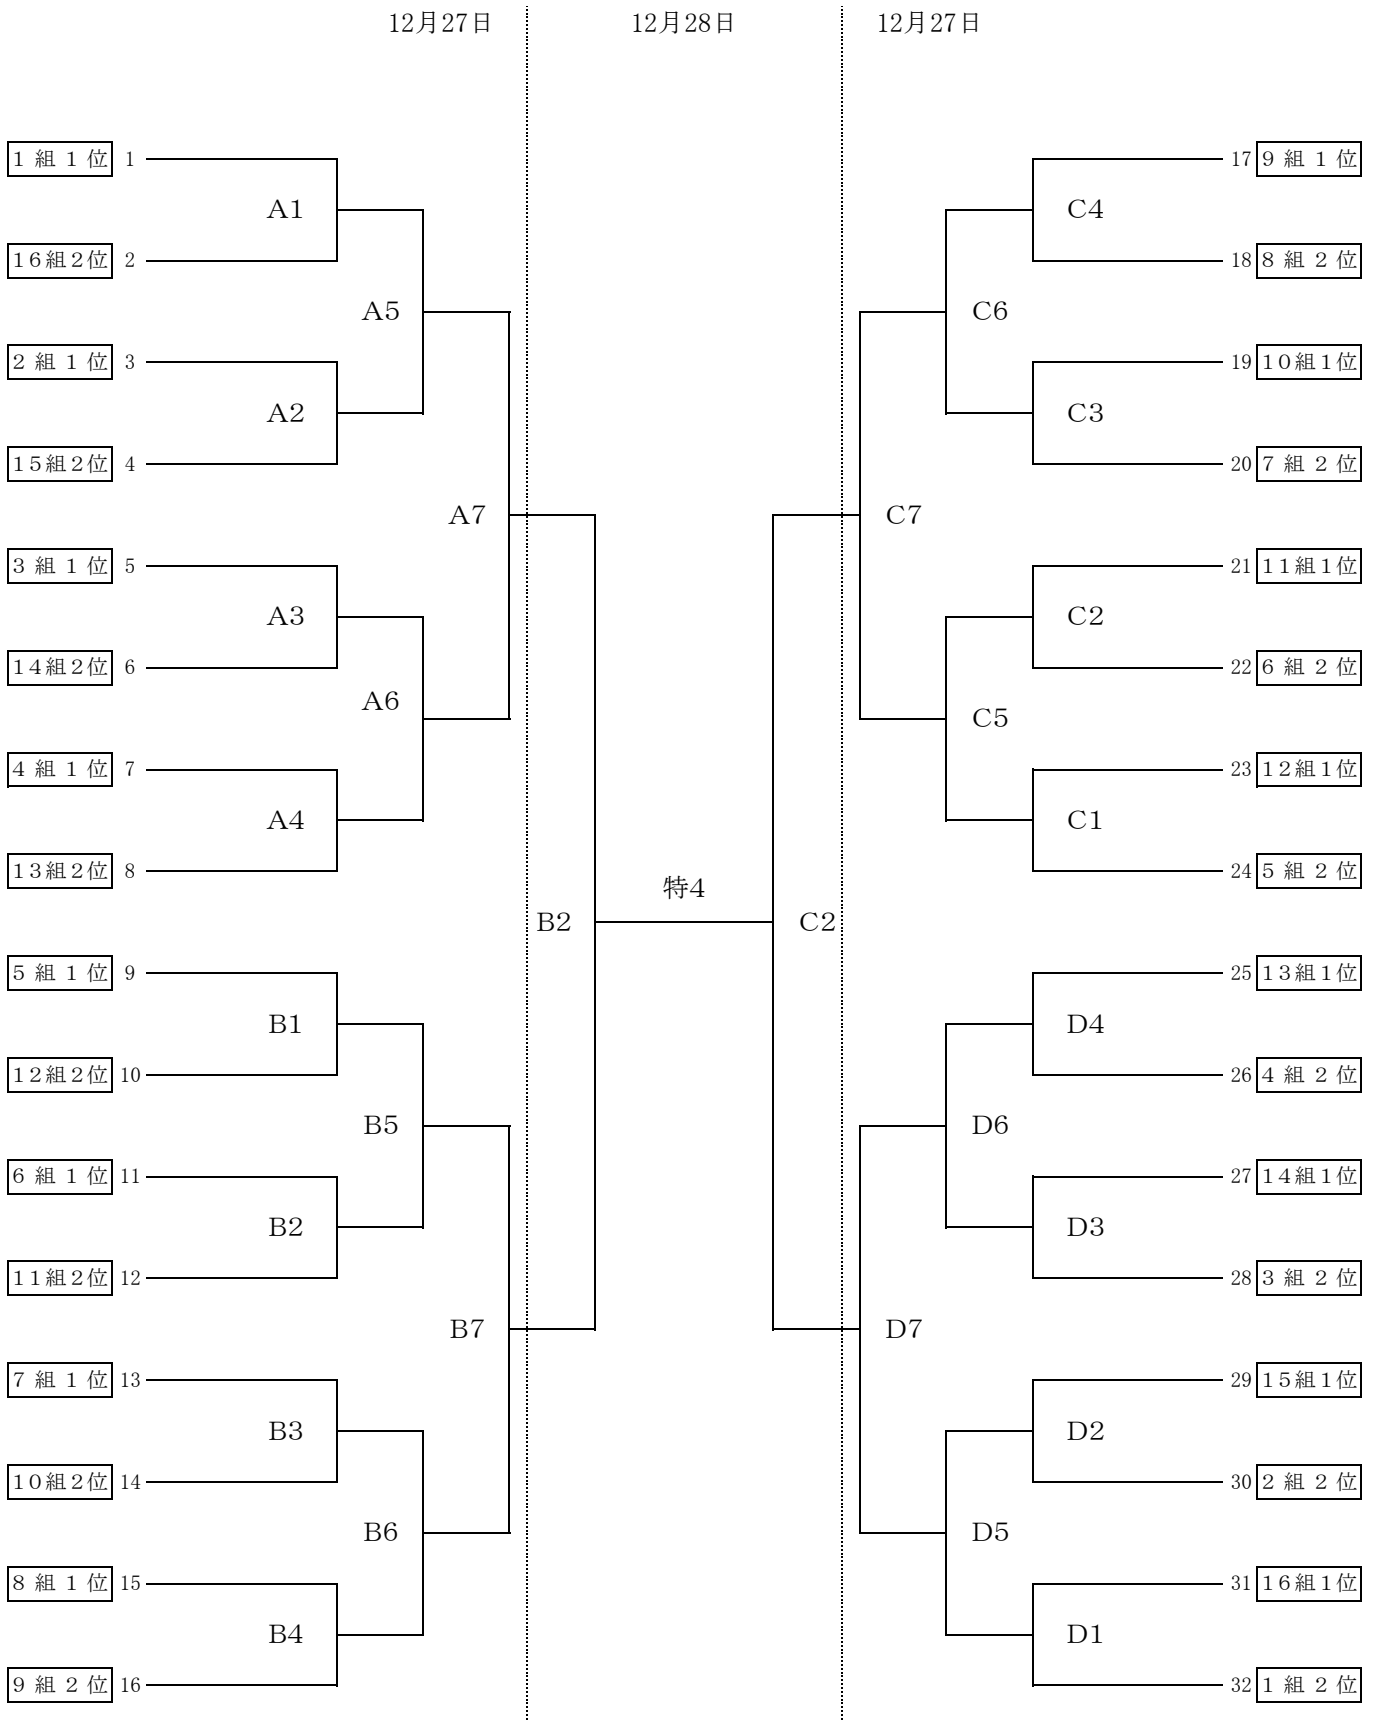 12月27日 12月28日 12月27日
1組1位 1 17 9組1位
A1 C4
16組2位 2 18 8組2位
A5 C6
2組1位 3 19 10組1位
A2 C3
15組2位 4 20 7組2位
A7 C7
3組1位 5 21 11組1位
A3 C2
14組2位 6 22 6組2位
A6 C5
4組1位 7 23 12組1位
A4 C1
13組2位 8 24 5組2位
特4
B2 C2
5組1位 9 25 13組1位
B1 D4
12組2位 10 26 4組2位
B5 D6
6組1位 11 27 14組1位
B2 D3
11組2位 12 28 3組2位
B7 D7
7組1位 13 29 15組1位
B3 D2
10組2位 14 30 2組2位
B6 D5
8組1位 15 31 16組1位
B4 D1
9組2位 16 32 1組2位